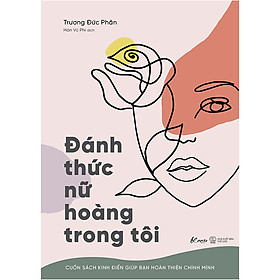 Trương Đức Phân
Hàn Vũ Phi dịch
Đánh
thức
nữ
hoàng
trong tôi
CUỐN SÁCH KINH ĐIỂN GIÚP BẠN HOÀN THIỆN CHÍNH MÌNH